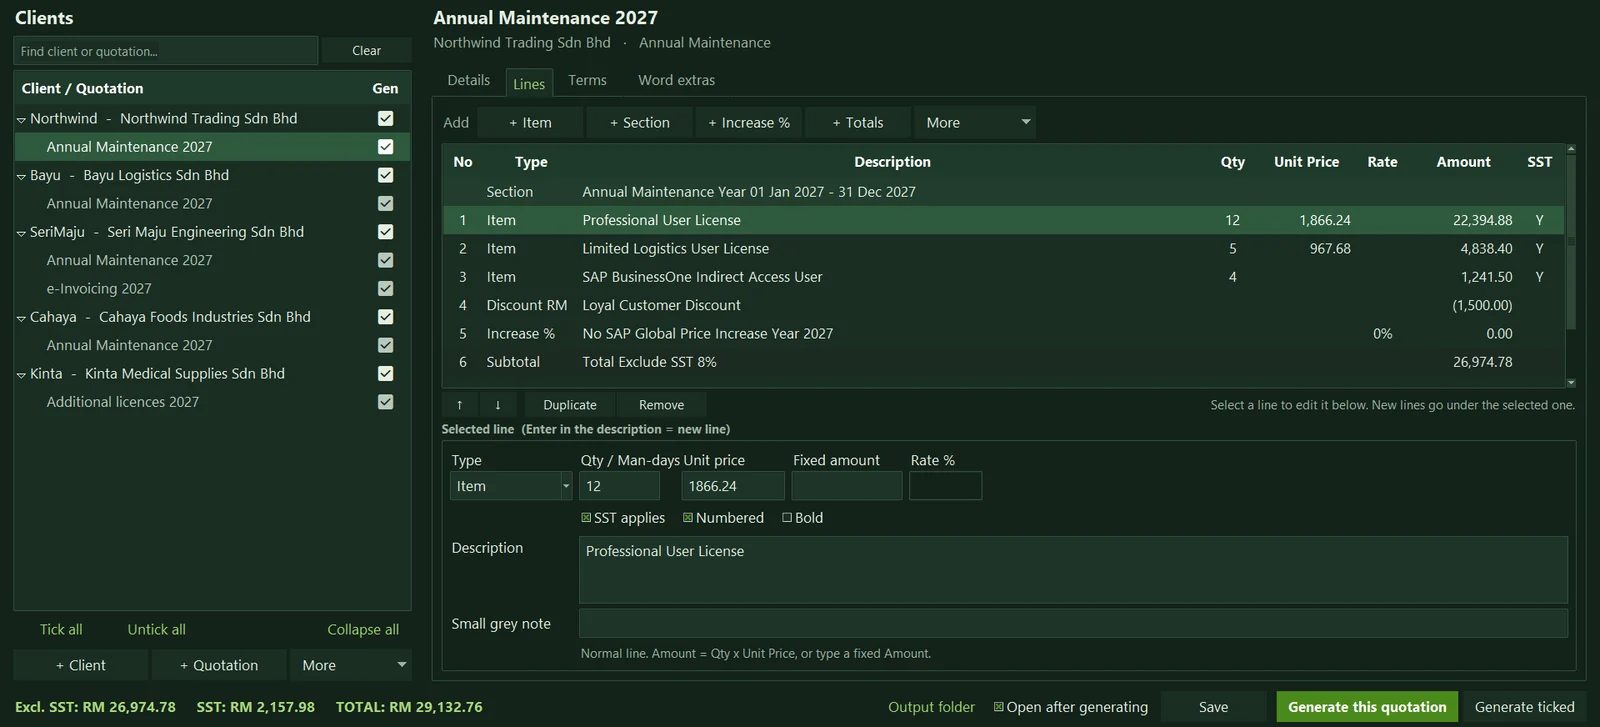 Clients
Find client or quotation...
Clear
Client / Quotation Gen
Northwind - Northwind Trading Sdn Bhd
Annual Maintenance 2027
Bayu - Bayu Logistics Sdn Bhd
Annual Maintenance 2027
SeriMaju - Seri Maju Engineering Sdn Bhd
Annual Maintenance 2027
e-Invoicing 2027
Cahaya - Cahaya Foods Industries Sdn Bhd
Annual Maintenance 2027
Kinta - Kinta Medical Supplies Sdn Bhd
Additional licences 2027
Tick all Untick all Collapse all
+ Client + Quotation More
Annual Maintenance 2027
Northwind Trading Sdn Bhd · Annual Maintenance
Details Lines Terms Word extras
Add + Item + Section + Increase % + Totals More
No Type Description Qty Unit Price Rate Amount SST
Section Annual Maintenance Year 01 Jan 2027 - 31 Dec 2027
1 Item Professional User License 12 1,866.24 22,394.88 Y
2 Item Limited Logistics User License 5 967.68 4,838.40 Y
3 Item SAP BusinessOne Indirect Access User 4 1,241.50 Y
4 Discount RM Loyal Customer Discount (1,500.00)
5 Increase % No SAP Global Price Increase Year 2027 0% 0.00
6 Subtotal Total Exclude SST 8% 26,974.78
↑ ↓ Duplicate Remove Select a line to edit it below. New lines go under the selected one.
Selected line (Enter in the description = new line)
Type Qty / Man-days Unit price Fixed amount Rate %
Item 12 1866.24
SST applies Numbered Bold
Description Professional User License
Small grey note
Normal line. Amount = Qty x Unit Price, or type a fixed Amount.
Excl. SST: RM 26,974.78 SST: RM 2,157.98 TOTAL: RM 29,132.76 Output folder Open after generating Save Generate this quotation Generate ticked